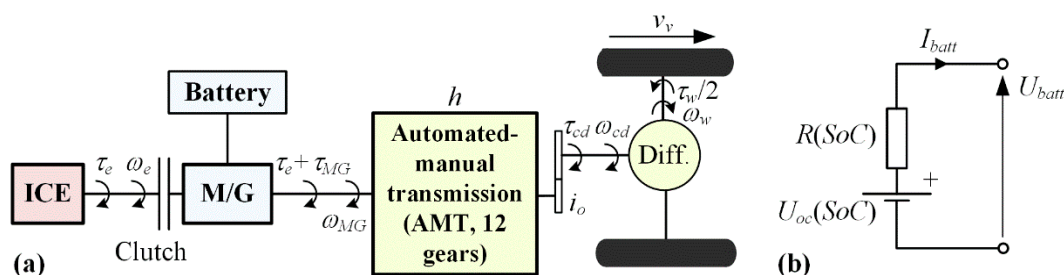 v_v
I_batt
Battery
h
τ_w/2
U_batt
ω_w
Automated-
manual
transmission
(AMT, 12
gears)
τ_e ω_e
τ_e+ τ_MG
τ_cd ω_cd
R(SoC)
ICE
M/G
Diff.
ω_MG
i_o
+
U_oc(SoC)
Clutch
(a)
(b)